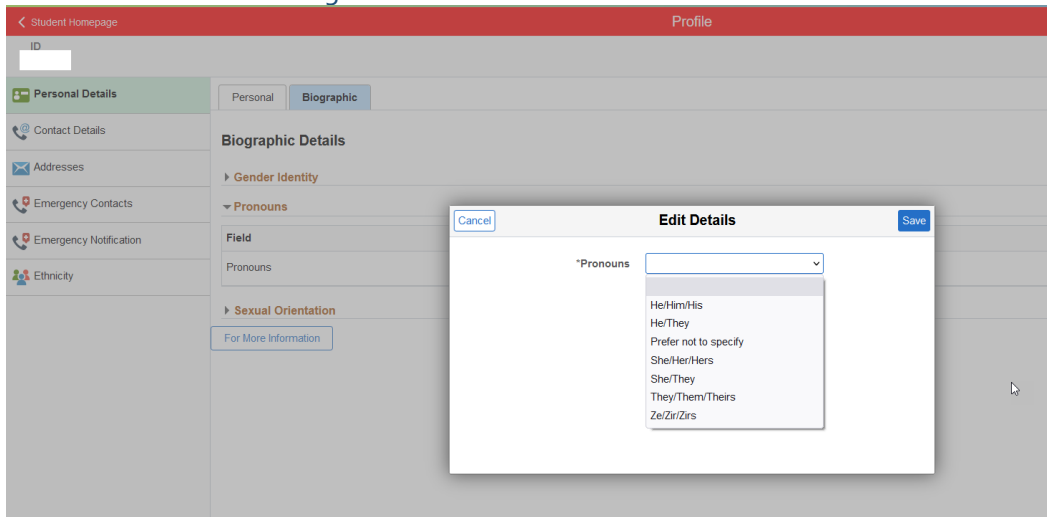 Student Homepage
Profile
ID
Personal Details
Contact Details
Addresses
Emergency Contacts
Emergency Notification
Ethnicity
Personal
Biographic
Biographic Details
Gender Identity
Pronouns
Field
Pronouns
Sexual Orientation
For More Information
Cancel
Edit Details
Save
*Pronouns
He/Him/His
He/They
Prefer not to specify
She/Her/Hers
She/They
They/Them/Theirs
Ze/Zir/Zirs